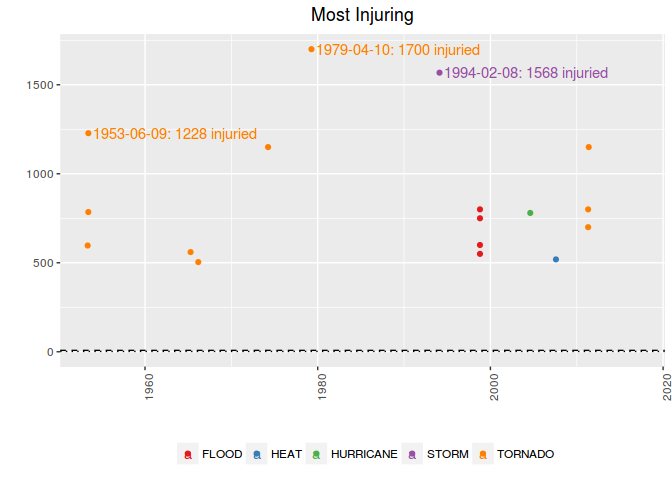 Most Injuring
1979-04-10: 1700 injuried
1994-02-08: 1568 injuried
1500
1953-06-09: 1228 injuried
1000
500
0
1960
1980
2000
2020
FLOOD HEAT HURRICANE STORM TORNADO